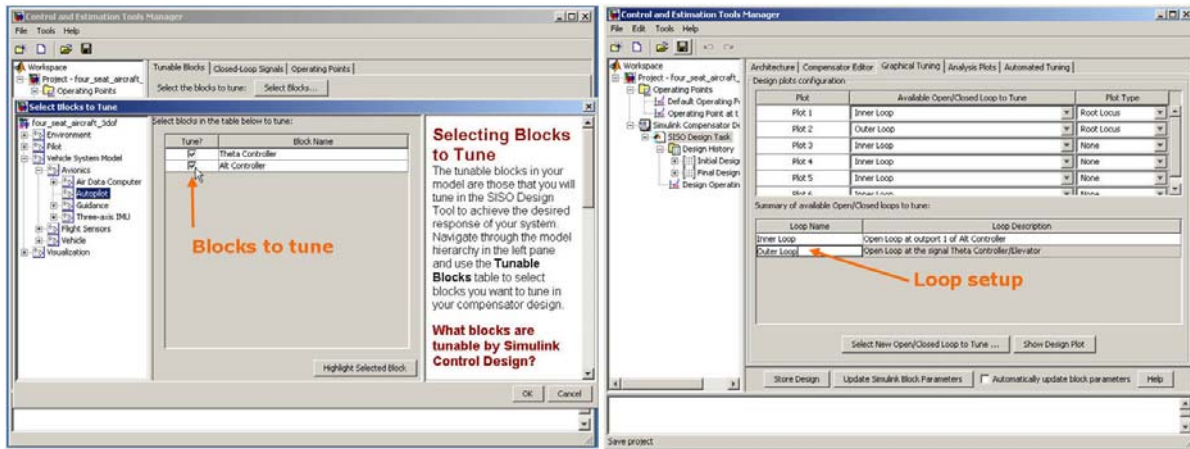 Control and Estimation Tools Manager
File Tools Help
Workspace
Project - four_seat_aircraft_
Operating Points
Tunable Blocks
Closed-Loop Signals
Operating Points
Select the blocks to tune:
Select Blocks...
Select Blocks to Tune
four_seat_aircraft_3dof
Environment
Pilot
Vehicle System Model
Avionics
Air Data Computer
Autopilot
Guidance
Three-axis IMU
Flight Sensors
Vehicle
Visualization
Select blocks in the table below to tune:
Tune? Block Name
Theta Controller
Alt Controller
Blocks to tune
Highlight Selected Block
Selecting Blocks
to Tune
The tunable blocks in your
model are those that you will
tune in the SISO Design
Tool to achieve the desired
response of your system.
Navigate through the model
hierarchy in the left pane
and use the Tunable
Blocks table to select
blocks you want to tune in
your compensator design.
What blocks are
tunable by Simulink
Control Design?
OK Cancel
Control and Estimation Tools Manager
File Edit Tools Help
Workspace
Project - four_seat_aircraft_
Operating Points
Default Operating P
Operating Point at t
Simulink Compensator D
SISO Design Task
Design History
Initial Desig
Final Design
Design Operatin
Architecture
Compensator Editor
Graphical Tuning
Analysis Plots
Automated Tuning
Design plots configuration
Plot Available Open/Closed Loop to Tune Plot Type
Plot 1 Inner Loop Root Locus
Plot 2 Outer Loop Root Locus
Plot 3 Inner Loop None
Plot 4 Inner Loop None
Plot 5 Inner Loop None
Plot 6 Inner Loop None
Summary of available Open/Closed loops to tune:
Loop Name Loop Description
Inner Loop Open Loop at outport 1 of Alt Controller
Outer Loop Open Loop at the signal Theta Controller/Elevator
Loop setup
Select New Open/Closed Loop to Tune ...
Show Design Plot
Store Design
Update Simulink Block Parameters
Automatically update block parameters
Help
Save project